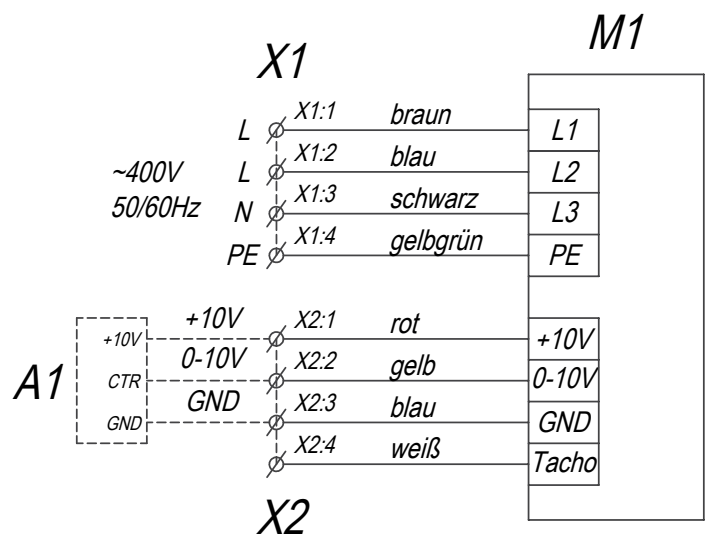 M1
X1
L X1:1 braun L1
~400V L X1:2 blau L2
50/60Hz N X1:3 schwarz L3
PE X1:4 gelbgrün PE
+10V +10V X2:1 rot +10V
A1 CTR 0-10V X2:2 gelb 0-10V
GND GND X2:3 blau GND
X2:4 weiß Tacho
X2